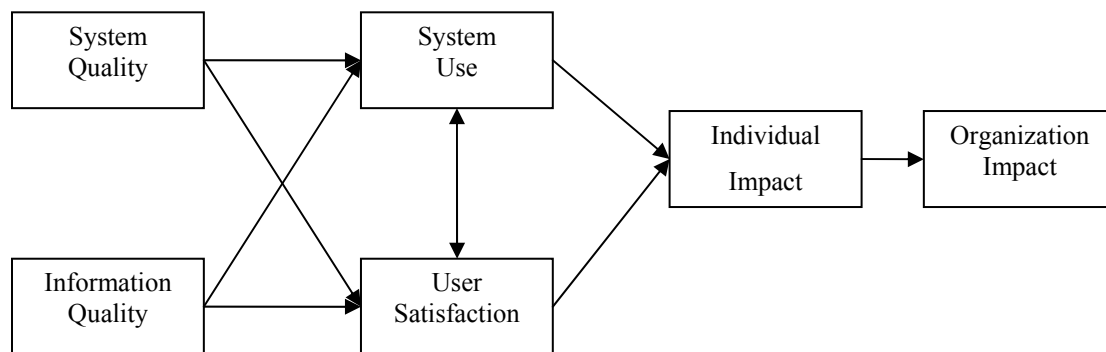 System
Quality
System
Use
Individual
Impact
Organization
Impact
Information
Quality
User
Satisfaction